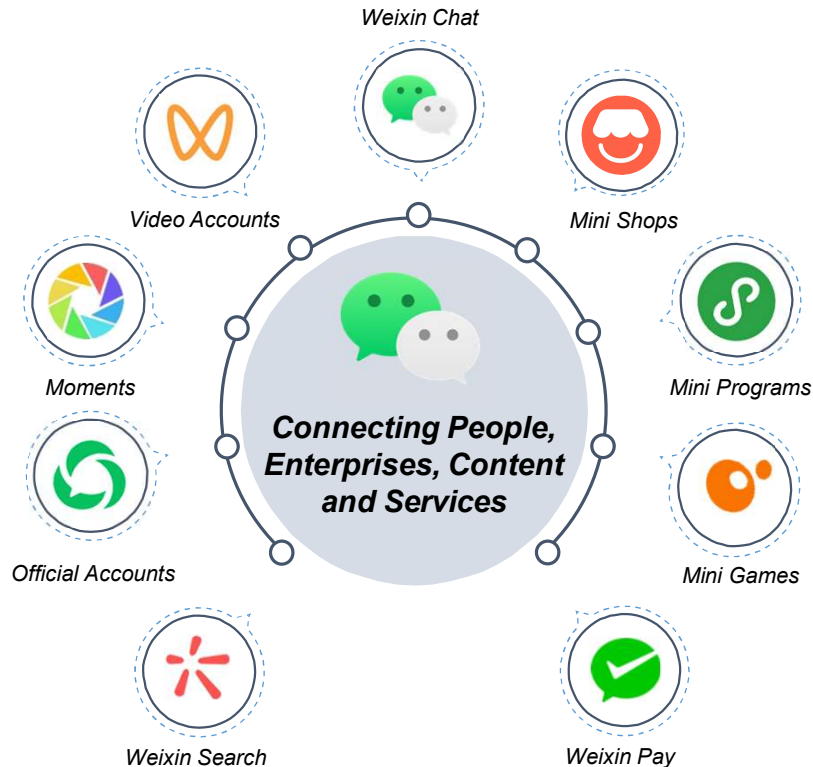 Weixin Chat
Video Accounts
Mini Shops
Moments
Mini Programs
Connecting People,
Enterprises, Content
and Services
Official Accounts
Mini Games
Weixin Search
Weixin Pay